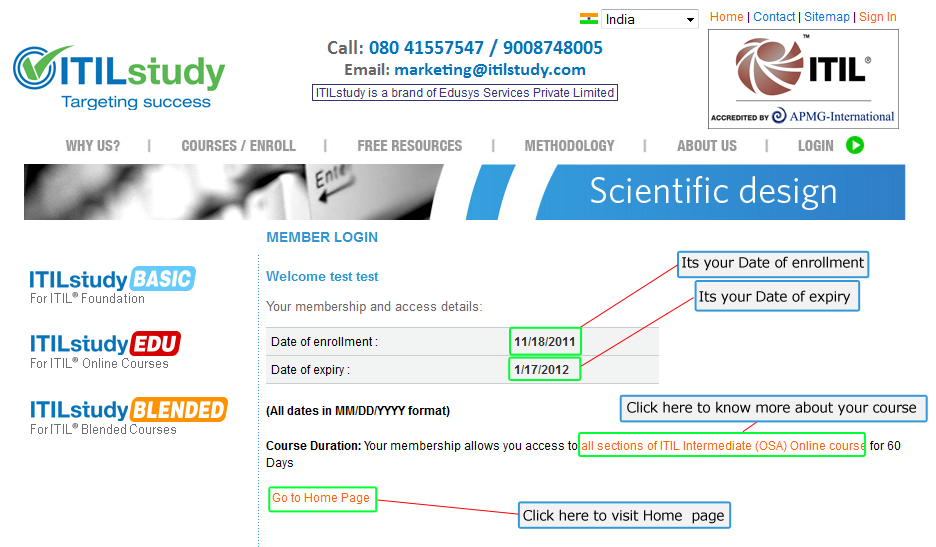 India
Home | Contact | Sitemap | Sign In
ITILstudy
Targeting success
Call: 080 41557547 / 9008748005
Email: marketing@itilstudy.com
ITILstudy is a brand of Edusys Services Private Limited
™
ITIL®
ACCREDITED BY APMG-International
WHY US? | COURSES / ENROLL | FREE RESOURCES | METHODOLOGY | ABOUT US | LOGIN
Enter
Scientific design
MEMBER LOGIN
Welcome test test
Your membership and access details:
Date of enrollment : 11/18/2011
Date of expiry : 1/17/2012
(All dates in MM/DD/YYYY format)
Course Duration: Your membership allows you access to all sections of ITIL Intermediate (OSA) Online course for 60
Days
Go to Home Page
ITILstudy BASIC
For ITIL® Foundation
ITILstudy EDU
For ITIL® Online Courses
ITILstudy BLENDED
For ITIL® Blended Courses
Its your Date of enrollment
Its your Date of expiry
Click here to know more about your course
Click here to visit Home page